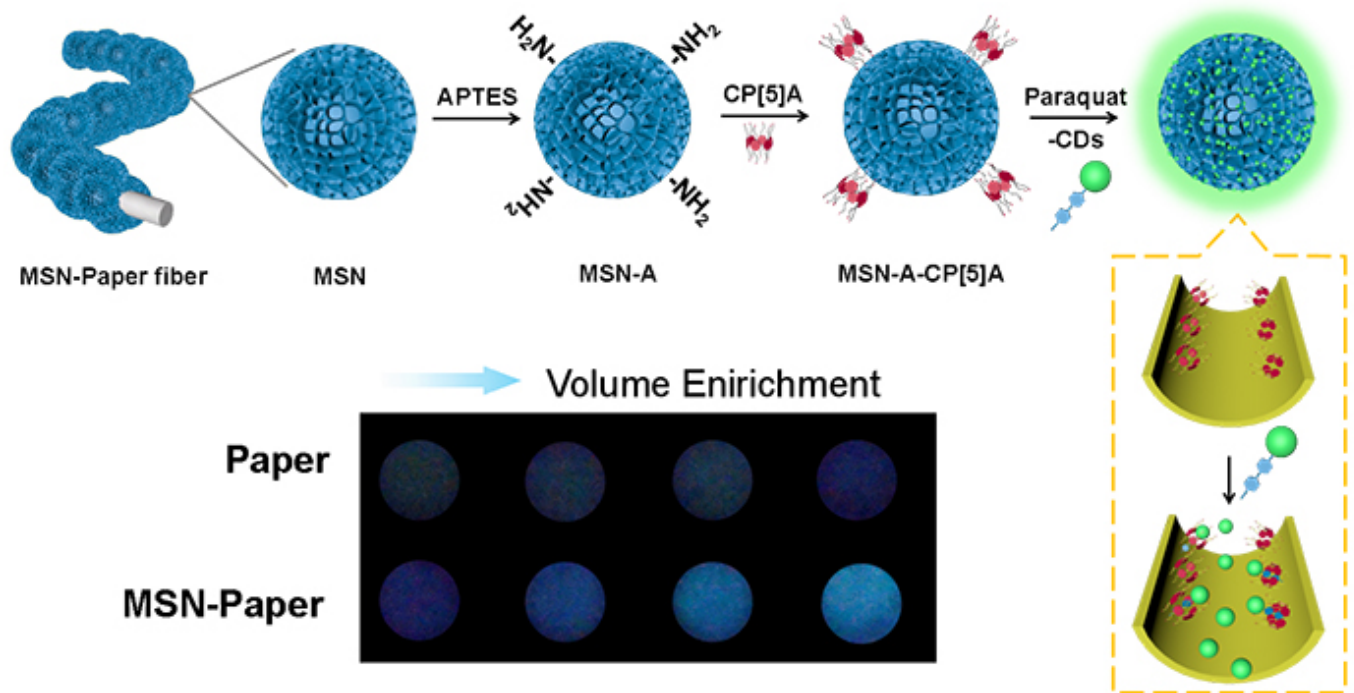 H₂N-
-NH₂
APTES
CP[5]A
Paraquat
-CDs
H₂N-
-NH₂
MSN-Paper fiber
MSN
MSN-A
MSN-A-CP[5]A
Volume Enirichment
Paper
MSN-Paper